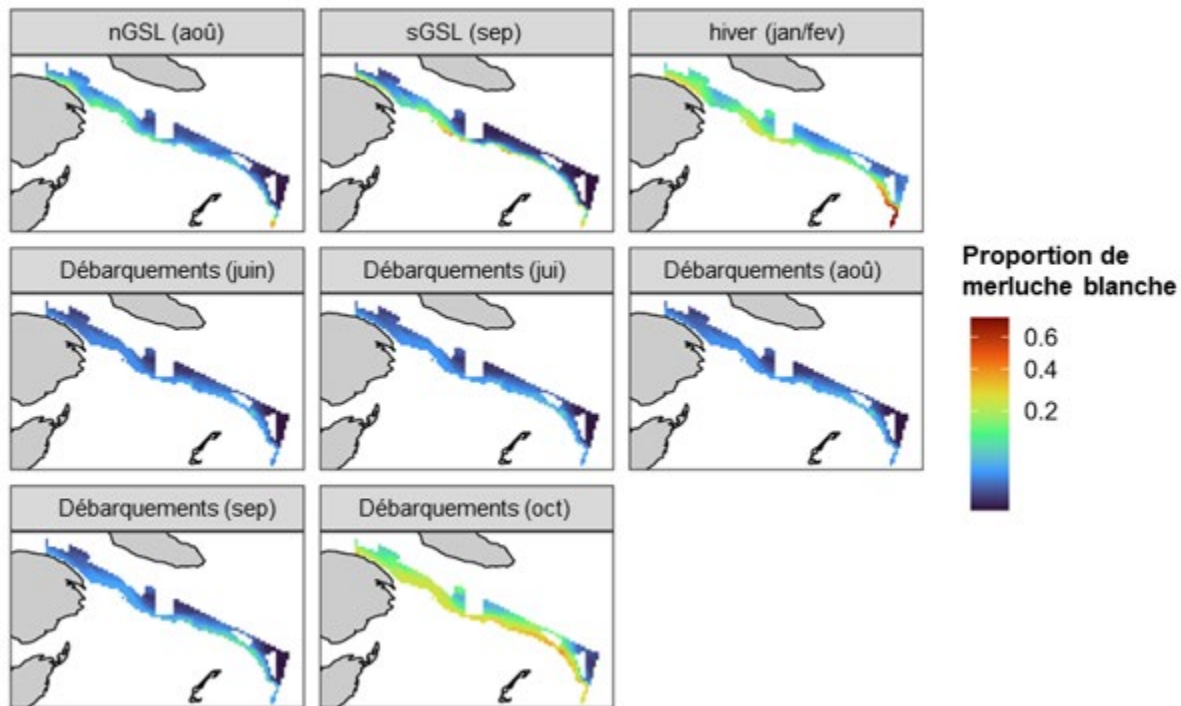 nGSL (aoû)
sGSL (sep)
hiver (jan/fev)
Débarquements (juin)
Débarquements (jui)
Débarquements (aoû)
Débarquements (sep)
Débarquements (oct)
Proportion de
merluche blanche
0.6
0.4
0.2